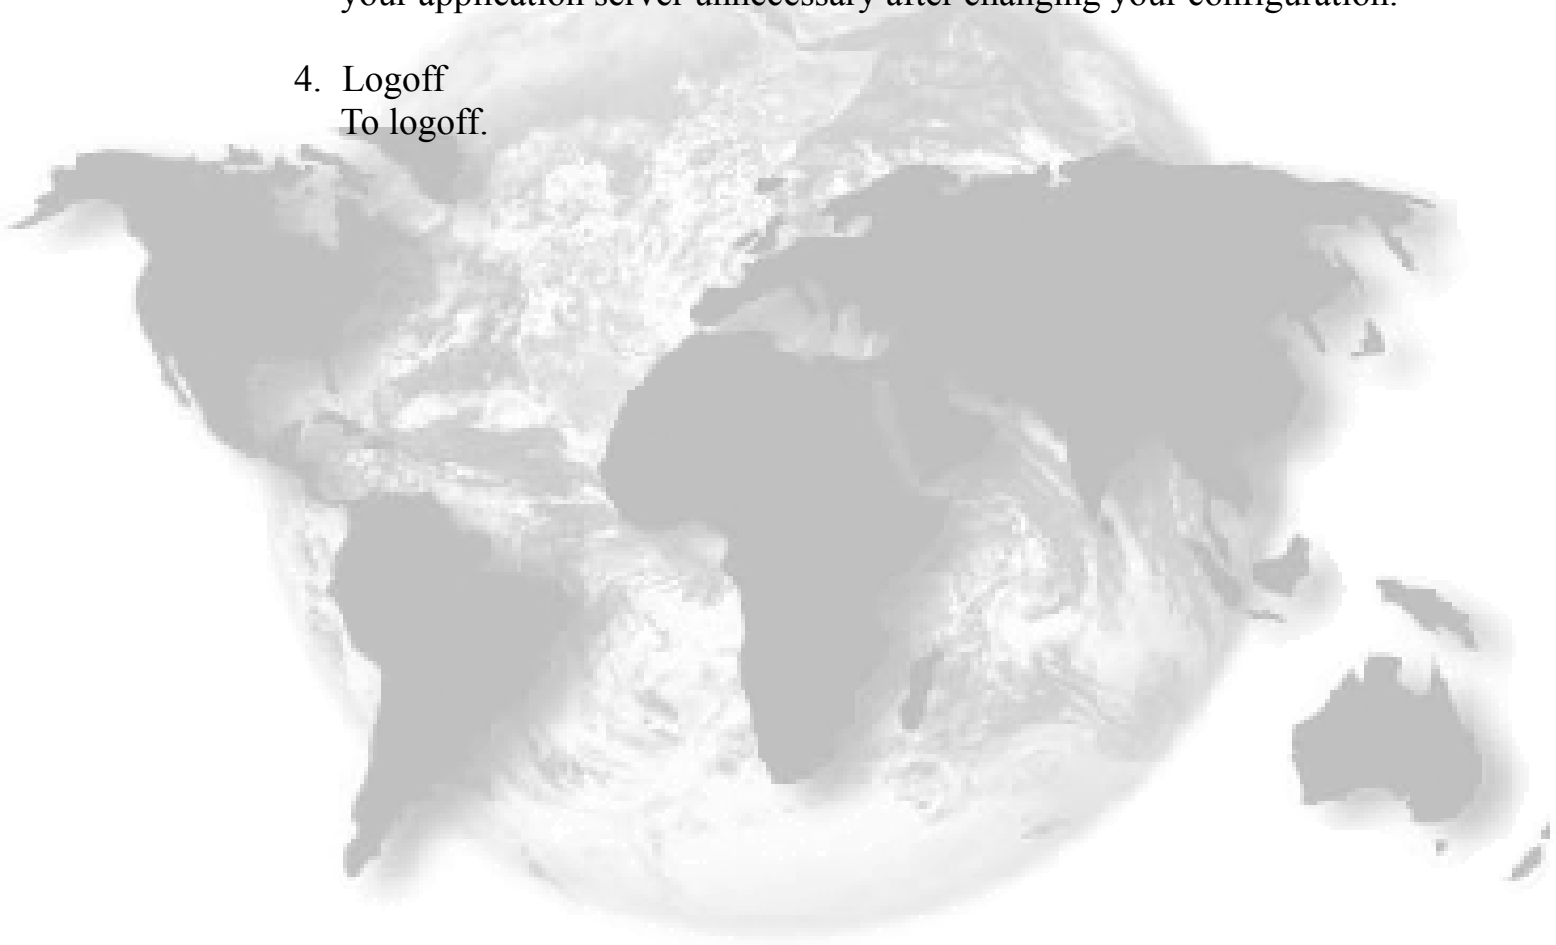 your application server unnecessary after changing your configuration.
4. Logoff
To logoff.